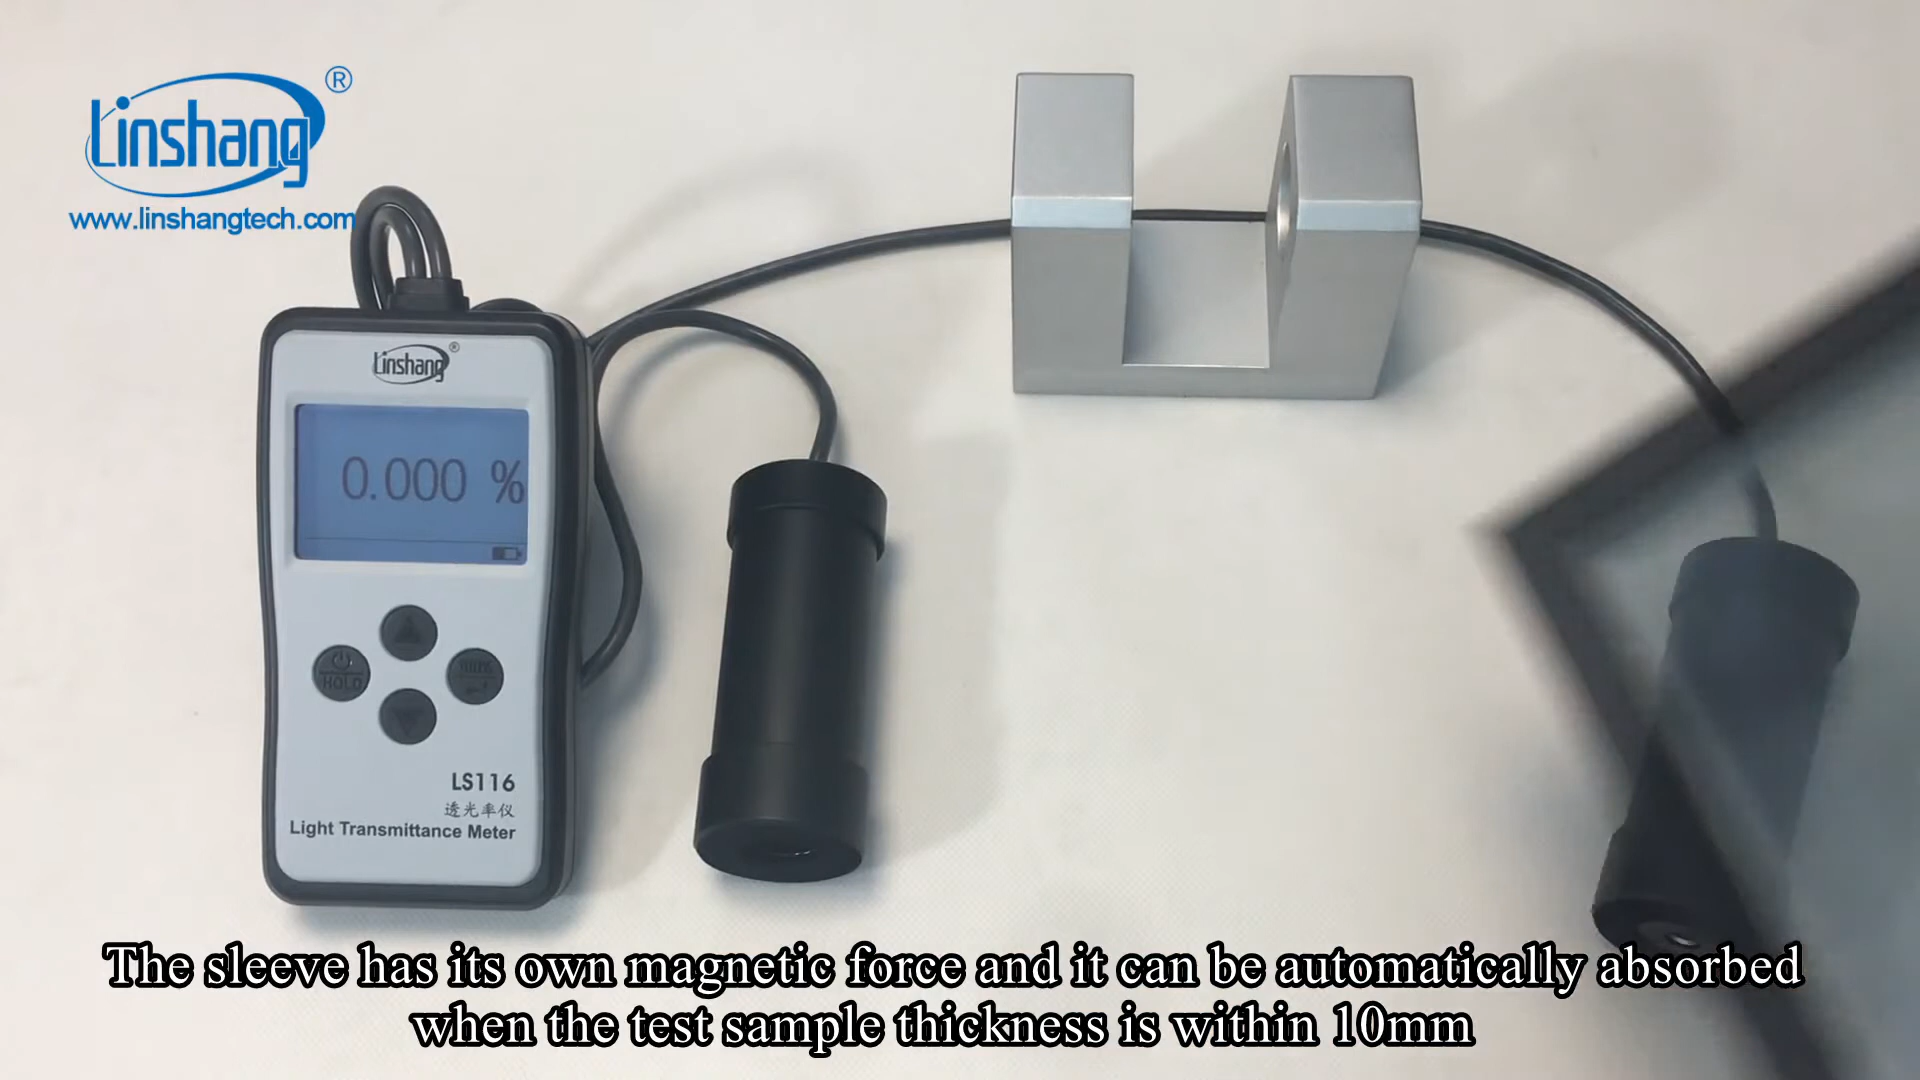 Linshang®
www.linshangtech.com
Linshang®
0.000 %
HOLD
100%
LS116
透光率仪
Light Transmittance Meter
The sleeve has its own magnetic force and it can be automatically absorbed
when the test sample thickness is within 10mm